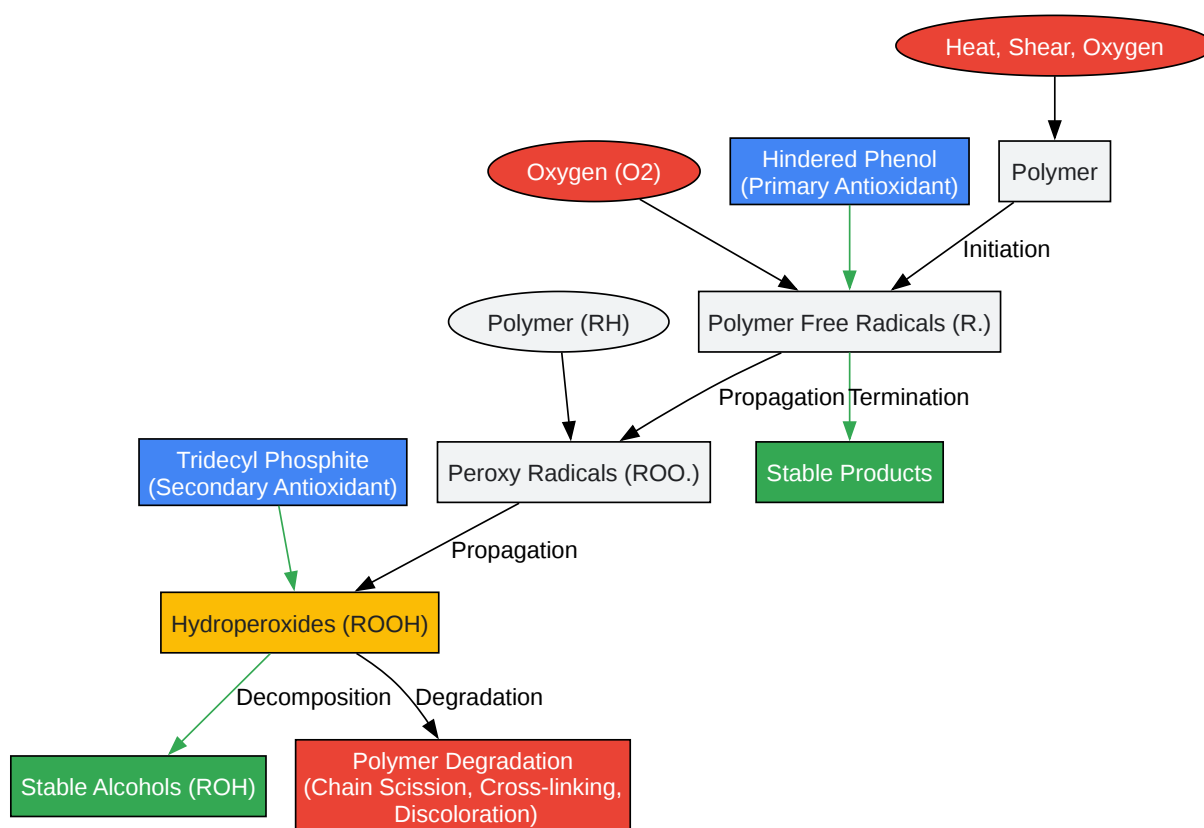 Heat, Shear, Oxygen
Oxygen (O2)
Hindered Phenol
(Primary Antioxidant)
Polymer
Initiation
Polymer (RH)
Polymer Free Radicals (R.)
Propagation
Termination
Tridecyl Phosphite
(Secondary Antioxidant)
Peroxy Radicals (ROO.)
Stable Products
Propagation
Hydroperoxides (ROOH)
Decomposition
Degradation
Stable Alcohols (ROH)
Polymer Degradation
(Chain Scission, Cross-linking,
Discoloration)